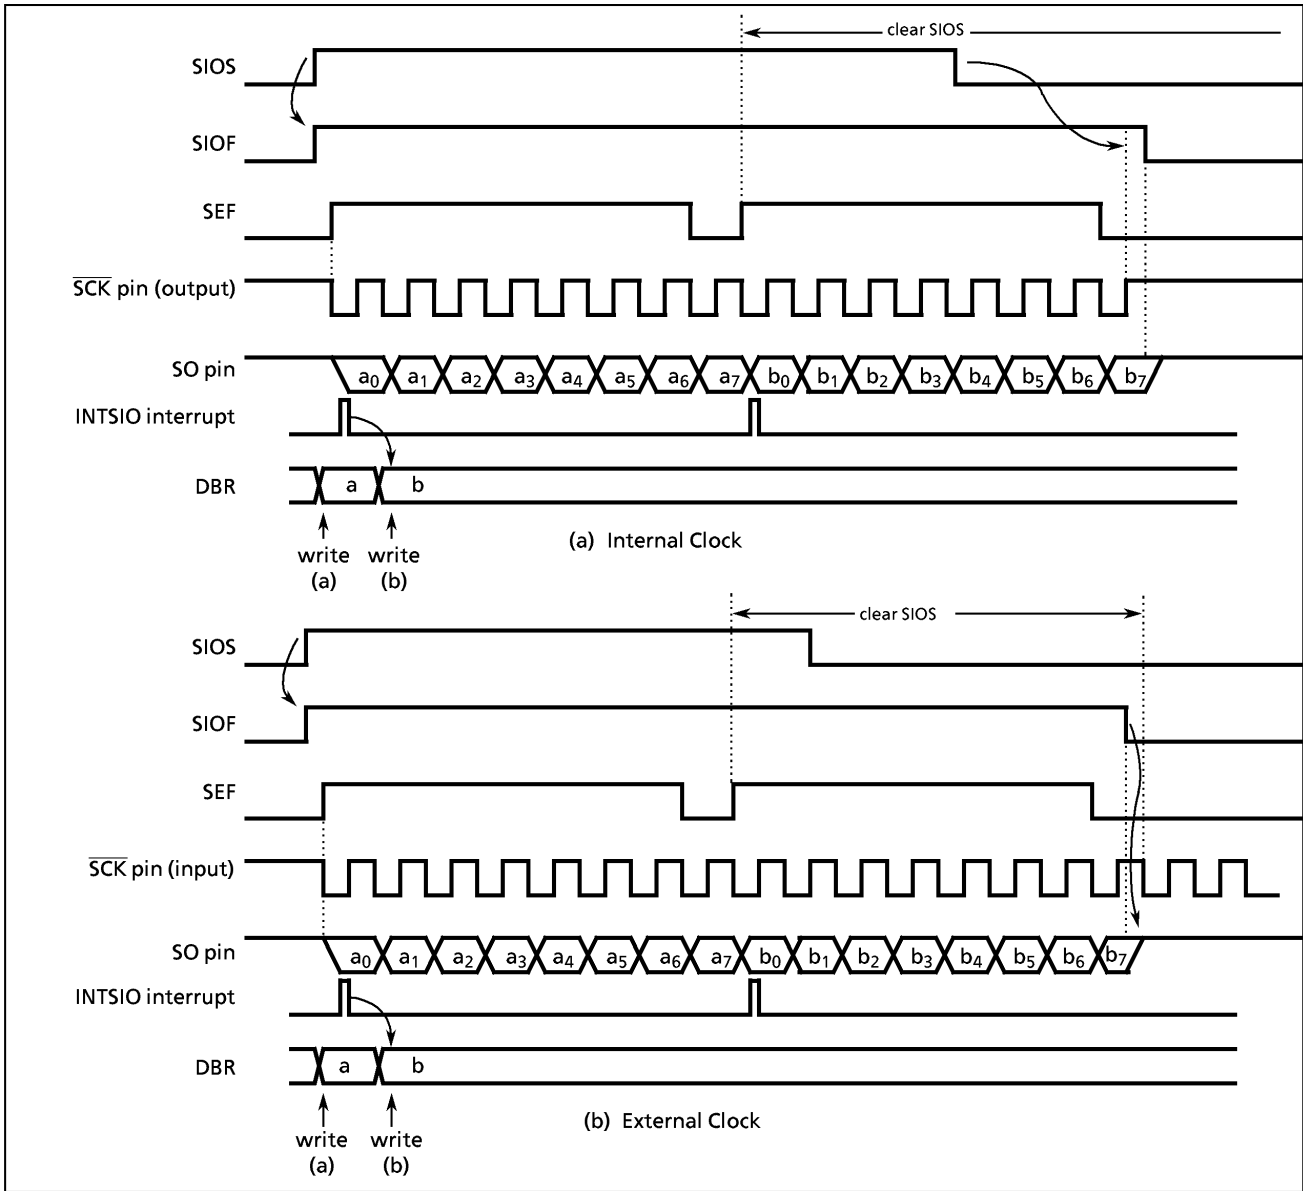 clear SIOS
SIOS
SIOF
SEF
SCK pin (output)
SO pin a0 a1 a2 a3 a4 a5 a6 a7 b0 b1 b2 b3 b4 b5 b6 b7
INTSIO interrupt
DBR a b
write (a) write (b)
(a) Internal Clock
clear SIOS
SIOS
SIOF
SEF
SCK pin (input)
SO pin a0 a1 a2 a3 a4 a5 a6 a7 b0 b1 b2 b3 b4 b5 b6 b7
INTSIO interrupt
DBR a b
write (a) write (b)
(b) External Clock